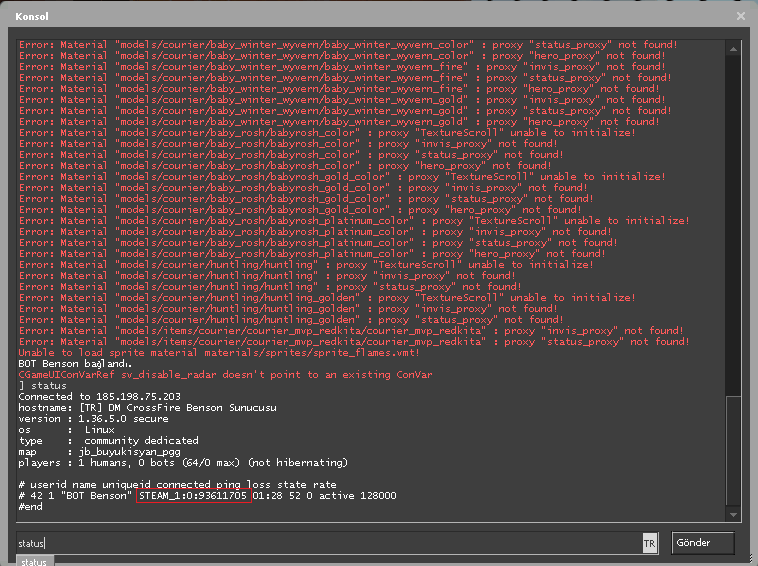 Konsol
Error: Material "models/courier/baby_winter_wyvern/baby_winter_wyvern_color" : proxy "status_proxy" not found!
Error: Material "models/courier/baby_winter_wyvern/baby_winter_wyvern_color" : proxy "hero_proxy" not found!
Error: Material "models/courier/baby_winter_wyvern/baby_winter_wyvern_fire" : proxy "invis_proxy" not found!
Error: Material "models/courier/baby_winter_wyvern/baby_winter_wyvern_fire" : proxy "status_proxy" not found!
Error: Material "models/courier/baby_winter_wyvern/baby_winter_wyvern_fire" : proxy "hero_proxy" not found!
Error: Material "models/courier/baby_winter_wyvern/baby_winter_wyvern_gold" : proxy "invis_proxy" not found!
Error: Material "models/courier/baby_winter_wyvern/baby_winter_wyvern_gold" : proxy "status_proxy" not found!
Error: Material "models/courier/baby_winter_wyvern/baby_winter_wyvern_gold" : proxy "hero_proxy" not found!
Error: Material "models/courier/baby_rosh/babyrosh_color" : proxy "TextureScroll" unable to initialize!
Error: Material "models/courier/baby_rosh/babyrosh_color" : proxy "invis_proxy" not found!
Error: Material "models/courier/baby_rosh/babyrosh_color" : proxy "status_proxy" not found!
Error: Material "models/courier/baby_rosh/babyrosh_color" : proxy "hero_proxy" not found!
Error: Material "models/courier/baby_rosh/babyrosh_gold_color" : proxy "TextureScroll" unable to initialize!
Error: Material "models/courier/baby_rosh/babyrosh_gold_color" : proxy "invis_proxy" not found!
Error: Material "models/courier/baby_rosh/babyrosh_gold_color" : proxy "status_proxy" not found!
Error: Material "models/courier/baby_rosh/babyrosh_gold_color" : proxy "hero_proxy" not found!
Error: Material "models/courier/baby_rosh/babyrosh_platinum_color" : proxy "TextureScroll" unable to initialize!
Error: Material "models/courier/baby_rosh/babyrosh_platinum_color" : proxy "invis_proxy" not found!
Error: Material "models/courier/baby_rosh/babyrosh_platinum_color" : proxy "status_proxy" not found!
Error: Material "models/courier/baby_rosh/babyrosh_platinum_color" : proxy "hero_proxy" not found!
Error: Material "models/courier/huntling/huntling" : proxy "TextureScroll" unable to initialize!
Error: Material "models/courier/huntling/huntling" : proxy "invis_proxy" not found!
Error: Material "models/courier/huntling/huntling" : proxy "status_proxy" not found!
Error: Material "models/courier/huntling/huntling_golden" : proxy "TextureScroll" unable to initialize!
Error: Material "models/courier/huntling/huntling_golden" : proxy "invis_proxy" not found!
Error: Material "models/courier/huntling/huntling_golden" : proxy "status_proxy" not found!
Error: Material "models/items/courier/courier_mvp_redkita/courier_mvp_redkita" : proxy "invis_proxy" not found!
Error: Material "models/items/courier/courier_mvp_redkita/courier_mvp_redkita" : proxy "status_proxy" not found!
Unable to load sprite material materials/sprites/sprite_flames.vmt!
BOT Benson bağlandı.
CGameUIConVarRef sv_disable_radar doesn't point to an existing ConVar
] status
Connected to 185.198.75.203
hostname: [TR] DM CrossFire Benson Sunucusu
version : 1.36.5.0 secure
os : Linux
type : community dedicated
map : jb_buyukisyan_pgg
players : 1 humans, 0 bots (64/0 max) (not hibernating)
# userid name uniqueid connected ping loss state rate
# 42 1 "BOT Benson" STEAM_1:0:93611705 01:28 52 0 active 128000
#end
status
TR
Gönder
status